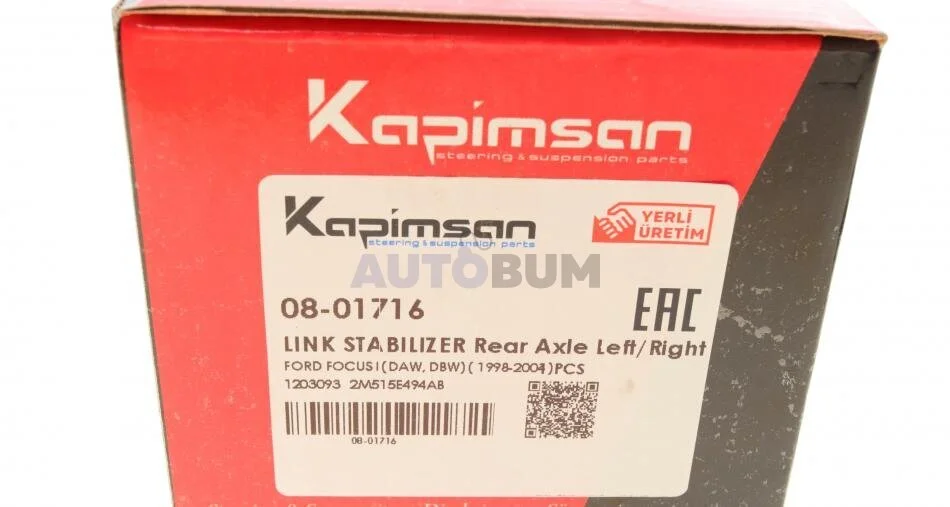 Kapimsan
steering & suspension parts
Kapimsan
steering & suspension parts
YERLİ
ÜRETİM
AUTOBUM
08-01716
EAC
LINK STABILIZER Rear Axle Left/Right
FORD FOCUS I (DAW, DBW) (1998-2004) PCS
1203093 2M515E494AB
08-01716